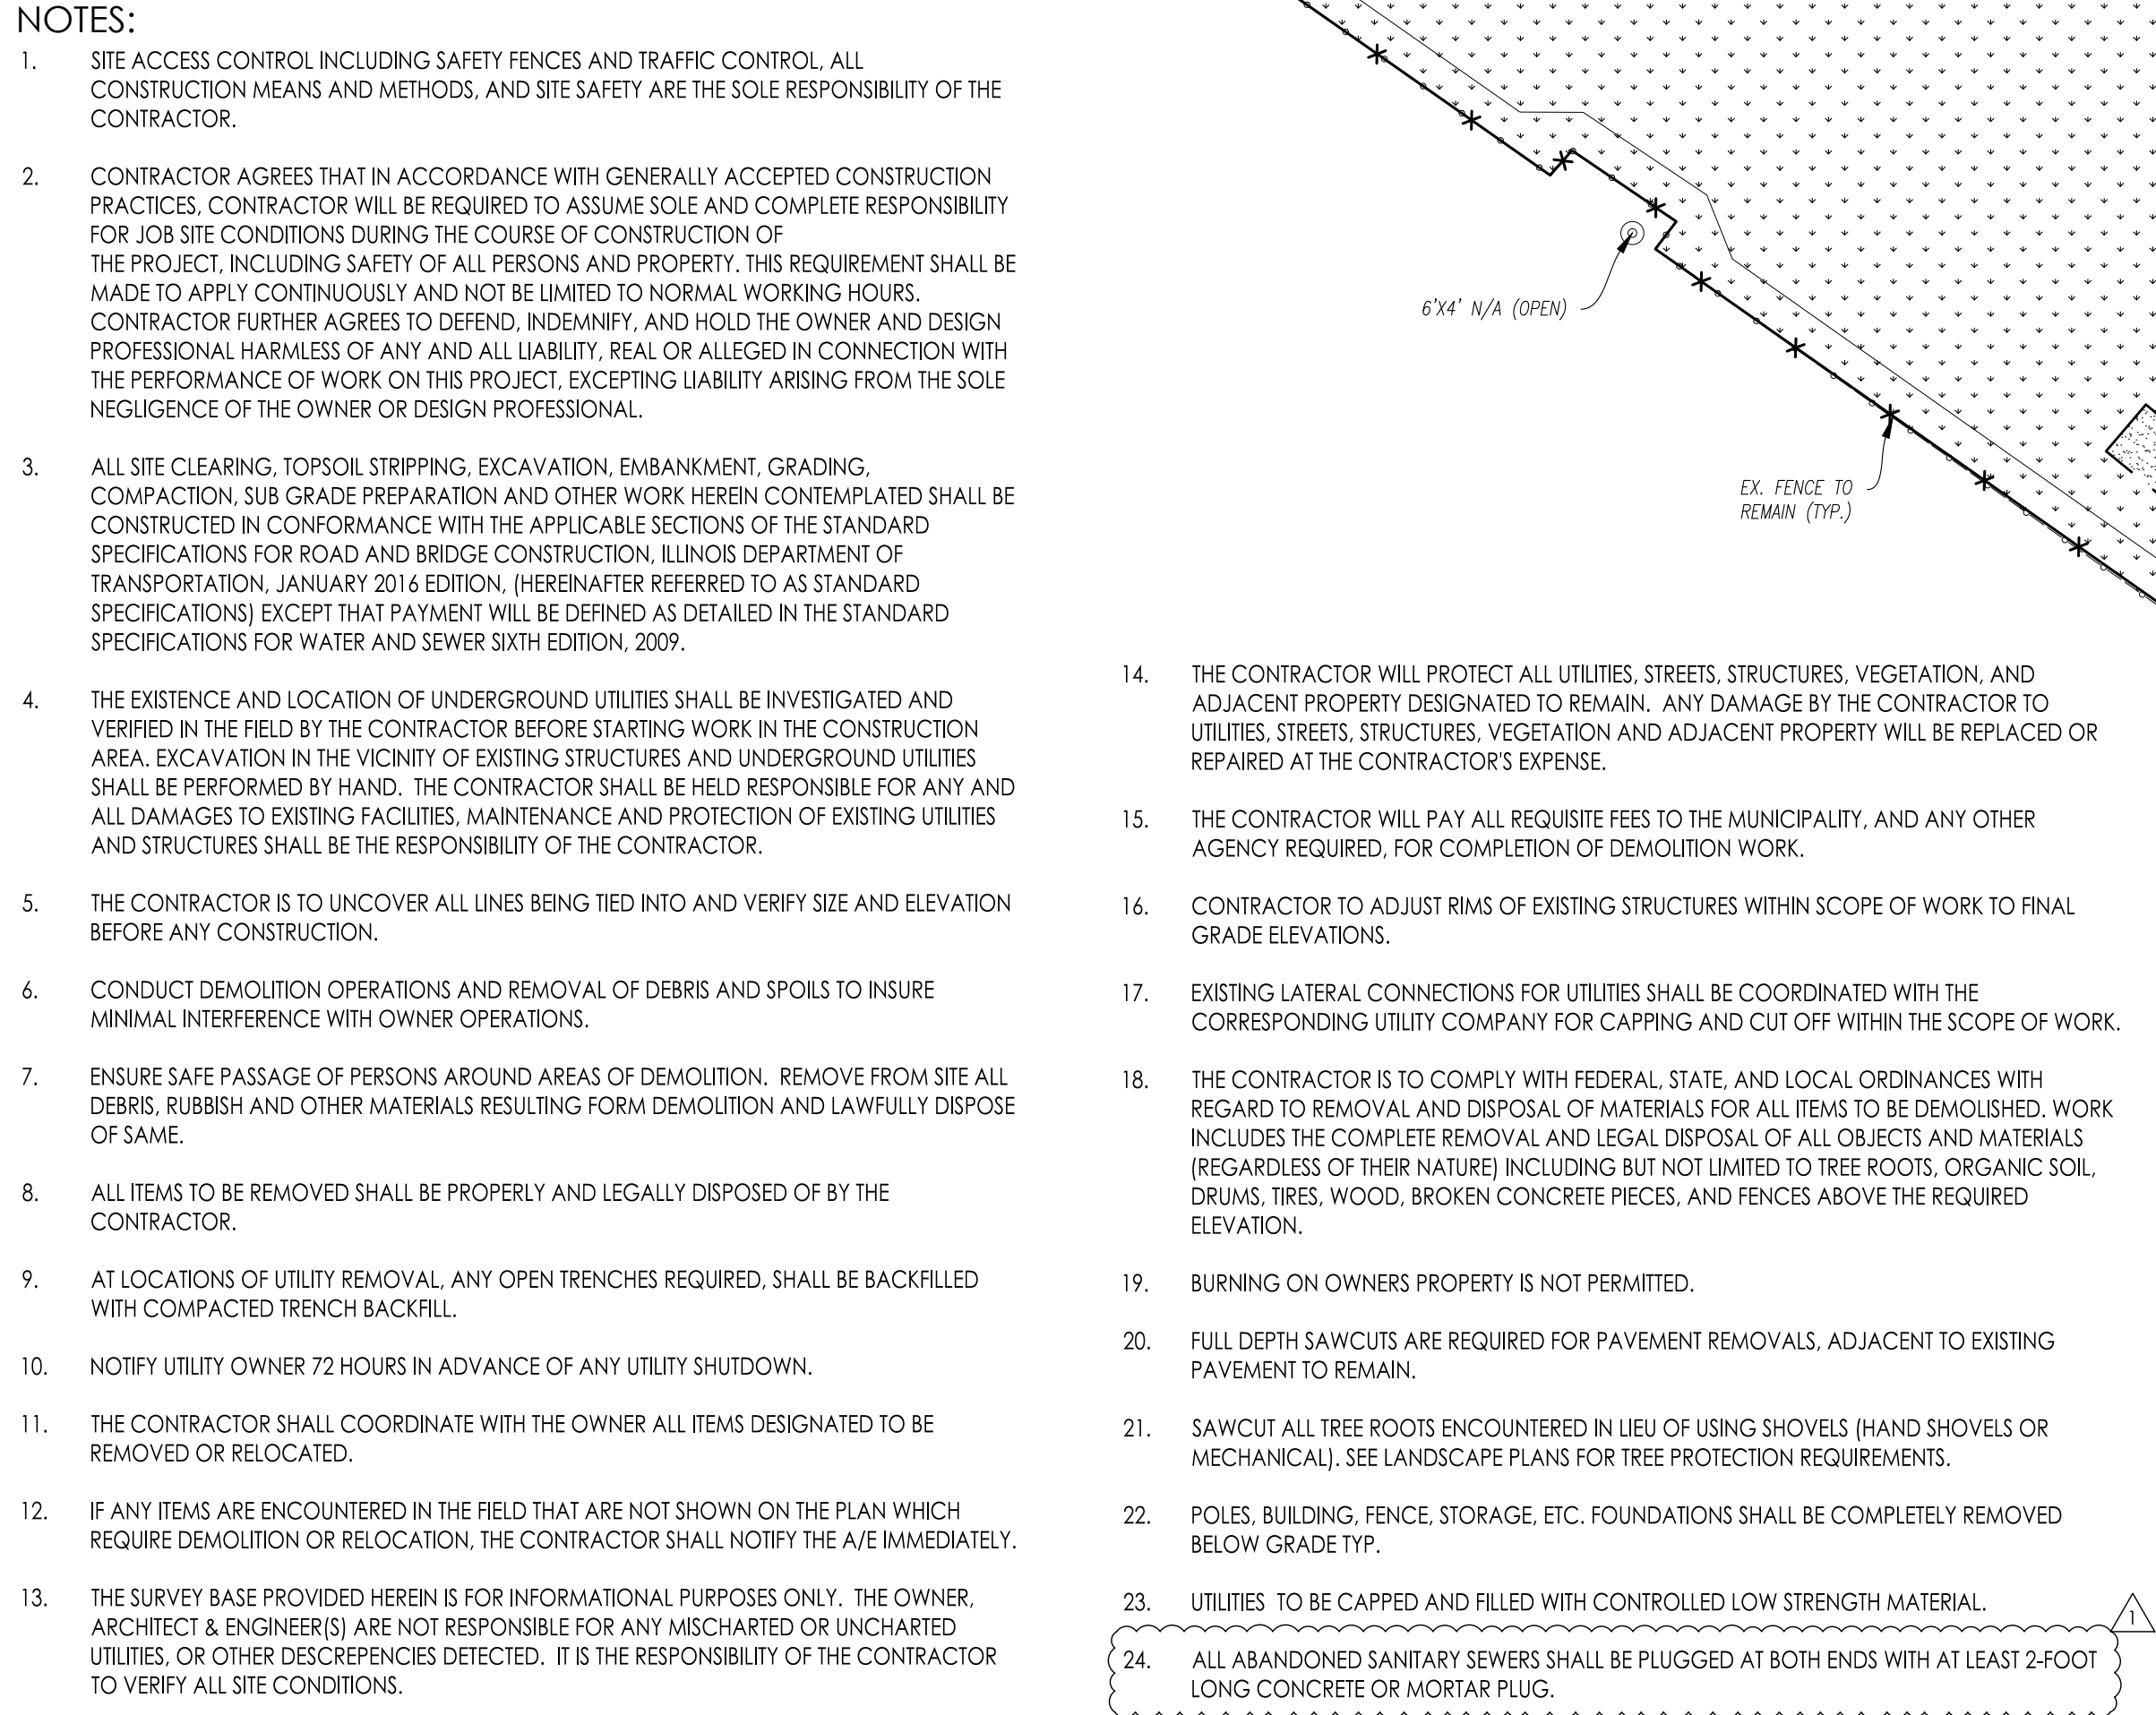 NOTES:
1. SITE ACCESS CONTROL INCLUDING SAFETY FENCES AND TRAFFIC CONTROL, ALL
CONSTRUCTION MEANS AND METHODS, AND SITE SAFETY ARE THE SOLE RESPONSIBILITY OF THE
CONTRACTOR.
2. CONTRACTOR AGREES THAT IN ACCORDANCE WITH GENERALLY ACCEPTED CONSTRUCTION
PRACTICES, CONTRACTOR WILL BE REQUIRED TO ASSUME SOLE AND COMPLETE RESPONSIBILITY
FOR JOB SITE CONDITIONS DURING THE COURSE OF CONSTRUCTION OF
THE PROJECT, INCLUDING SAFETY OF ALL PERSONS AND PROPERTY. THIS REQUIREMENT SHALL BE
MADE TO APPLY CONTINUOUSLY AND NOT BE LIMITED TO NORMAL WORKING HOURS.
CONTRACTOR FURTHER AGREES TO DEFEND, INDEMNIFY, AND HOLD THE OWNER AND DESIGN
PROFESSIONAL HARMLESS OF ANY AND ALL LIABILITY, REAL OR ALLEGED IN CONNECTION WITH
THE PERFORMANCE OF WORK ON THIS PROJECT, EXCEPTING LIABILITY ARISING FROM THE SOLE
NEGLIGENCE OF THE OWNER OR DESIGN PROFESSIONAL.
3. ALL SITE CLEARING, TOPSOIL STRIPPING, EXCAVATION, EMBANKMENT, GRADING,
COMPACTION, SUB GRADE PREPARATION AND OTHER WORK HEREIN CONTEMPLATED SHALL BE
CONSTRUCTED IN CONFORMANCE WITH THE APPLICABLE SECTIONS OF THE STANDARD
SPECIFICATIONS FOR ROAD AND BRIDGE CONSTRUCTION, ILLINOIS DEPARTMENT OF
TRANSPORTATION, JANUARY 2016 EDITION, (HEREINAFTER REFERRED TO AS STANDARD
SPECIFICATIONS) EXCEPT THAT PAYMENT WILL BE DEFINED AS DETAILED IN THE STANDARD
SPECIFICATIONS FOR WATER AND SEWER SIXTH EDITION, 2009.
4. THE EXISTENCE AND LOCATION OF UNDERGROUND UTILITIES SHALL BE INVESTIGATED AND
VERIFIED IN THE FIELD BY THE CONTRACTOR BEFORE STARTING WORK IN THE CONSTRUCTION
AREA. EXCAVATION IN THE VICINITY OF EXISTING STRUCTURES AND UNDERGROUND UTILITIES
SHALL BE PERFORMED BY HAND. THE CONTRACTOR SHALL BE HELD RESPONSIBLE FOR ANY AND
ALL DAMAGES TO EXISTING FACILITIES, MAINTENANCE AND PROTECTION OF EXISTING UTILITIES
AND STRUCTURES SHALL BE THE RESPONSIBILITY OF THE CONTRACTOR.
5. THE CONTRACTOR IS TO UNCOVER ALL LINES BEING TIED INTO AND VERIFY SIZE AND ELEVATION
BEFORE ANY CONSTRUCTION.
6. CONDUCT DEMOLITION OPERATIONS AND REMOVAL OF DEBRIS AND SPOILS TO INSURE
MINIMAL INTERFERENCE WITH OWNER OPERATIONS.
7. ENSURE SAFE PASSAGE OF PERSONS AROUND AREAS OF DEMOLITION. REMOVE FROM SITE ALL
DEBRIS, RUBBISH AND OTHER MATERIALS RESULTING FORM DEMOLITION AND LAWFULLY DISPOSE
OF SAME.
8. ALL ITEMS TO BE REMOVED SHALL BE PROPERLY AND LEGALLY DISPOSED OF BY THE
CONTRACTOR.
9. AT LOCATIONS OF UTILITY REMOVAL, ANY OPEN TRENCHES REQUIRED, SHALL BE BACKFILLED
WITH COMPACTED TRENCH BACKFILL.
10. NOTIFY UTILITY OWNER 72 HOURS IN ADVANCE OF ANY UTILITY SHUTDOWN.
11. THE CONTRACTOR SHALL COORDINATE WITH THE OWNER ALL ITEMS DESIGNATED TO BE
REMOVED OR RELOCATED.
12. IF ANY ITEMS ARE ENCOUNTERED IN THE FIELD THAT ARE NOT SHOWN ON THE PLAN WHICH
REQUIRE DEMOLITION OR RELOCATION, THE CONTRACTOR SHALL NOTIFY THE A/E IMMEDIATELY.
13. THE SURVEY BASE PROVIDED HEREIN IS FOR INFORMATIONAL PURPOSES ONLY. THE OWNER,
ARCHITECT & ENGINEER(S) ARE NOT RESPONSIBLE FOR ANY MISCHARTED OR UNCHARTED
UTILITIES, OR OTHER DESCREPENCIES DETECTED. IT IS THE RESPONSIBILITY OF THE CONTRACTOR
TO VERIFY ALL SITE CONDITIONS.
6'X4' N/A (OPEN)
EX. FENCE TO
REMAIN (TYP.)
14. THE CONTRACTOR WILL PROTECT ALL UTILITIES, STREETS, STRUCTURES, VEGETATION, AND
ADJACENT PROPERTY DESIGNATED TO REMAIN. ANY DAMAGE BY THE CONTRACTOR TO
UTILITIES, STREETS, STRUCTURES, VEGETATION AND ADJACENT PROPERTY WILL BE REPLACED OR
REPAIRED AT THE CONTRACTOR'S EXPENSE.
15. THE CONTRACTOR WILL PAY ALL REQUISITE FEES TO THE MUNICIPALITY, AND ANY OTHER
AGENCY REQUIRED, FOR COMPLETION OF DEMOLITION WORK.
16. CONTRACTOR TO ADJUST RIMS OF EXISTING STRUCTURES WITHIN SCOPE OF WORK TO FINAL
GRADE ELEVATIONS.
17. EXISTING LATERAL CONNECTIONS FOR UTILITIES SHALL BE COORDINATED WITH THE
CORRESPONDING UTILITY COMPANY FOR CAPPING AND CUT OFF WITHIN THE SCOPE OF WORK.
18. THE CONTRACTOR IS TO COMPLY WITH FEDERAL, STATE, AND LOCAL ORDINANCES WITH
REGARD TO REMOVAL AND DISPOSAL OF MATERIALS FOR ALL ITEMS TO BE DEMOLISHED. WORK
INCLUDES THE COMPLETE REMOVAL AND LEGAL DISPOSAL OF ALL OBJECTS AND MATERIALS
(REGARDLESS OF THEIR NATURE) INCLUDING BUT NOT LIMITED TO TREE ROOTS, ORGANIC SOIL,
DRUMS, TIRES, WOOD, BROKEN CONCRETE PIECES, AND FENCES ABOVE THE REQUIRED
ELEVATION.
19. BURNING ON OWNERS PROPERTY IS NOT PERMITTED.
20. FULL DEPTH SAWCUTS ARE REQUIRED FOR PAVEMENT REMOVALS, ADJACENT TO EXISTING
PAVEMENT TO REMAIN.
21. SAWCUT ALL TREE ROOTS ENCOUNTERED IN LIEU OF USING SHOVELS (HAND SHOVELS OR
MECHANICAL). SEE LANDSCAPE PLANS FOR TREE PROTECTION REQUIREMENTS.
22. POLES, BUILDING, FENCE, STORAGE, ETC. FOUNDATIONS SHALL BE COMPLETELY REMOVED
BELOW GRADE TYP.
23. UTILITIES TO BE CAPPED AND FILLED WITH CONTROLLED LOW STRENGTH MATERIAL.
1
24. ALL ABANDONED SANITARY SEWERS SHALL BE PLUGGED AT BOTH ENDS WITH AT LEAST 2-FOOT
LONG CONCRETE OR MORTAR PLUG.